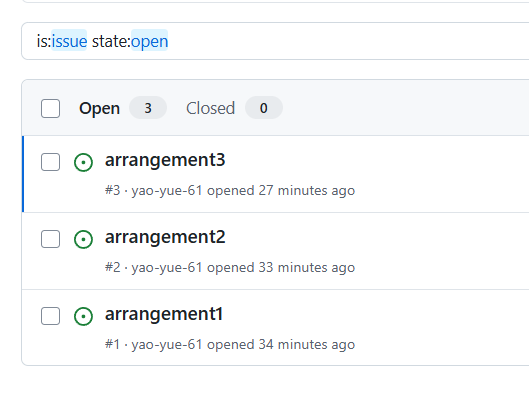 is:issue state:open
Open 3 Closed 0
arrangement3
#3 · yao-yue-61 opened 27 minutes ago
arrangement2
#2 · yao-yue-61 opened 33 minutes ago
arrangement1
#1 · yao-yue-61 opened 34 minutes ago